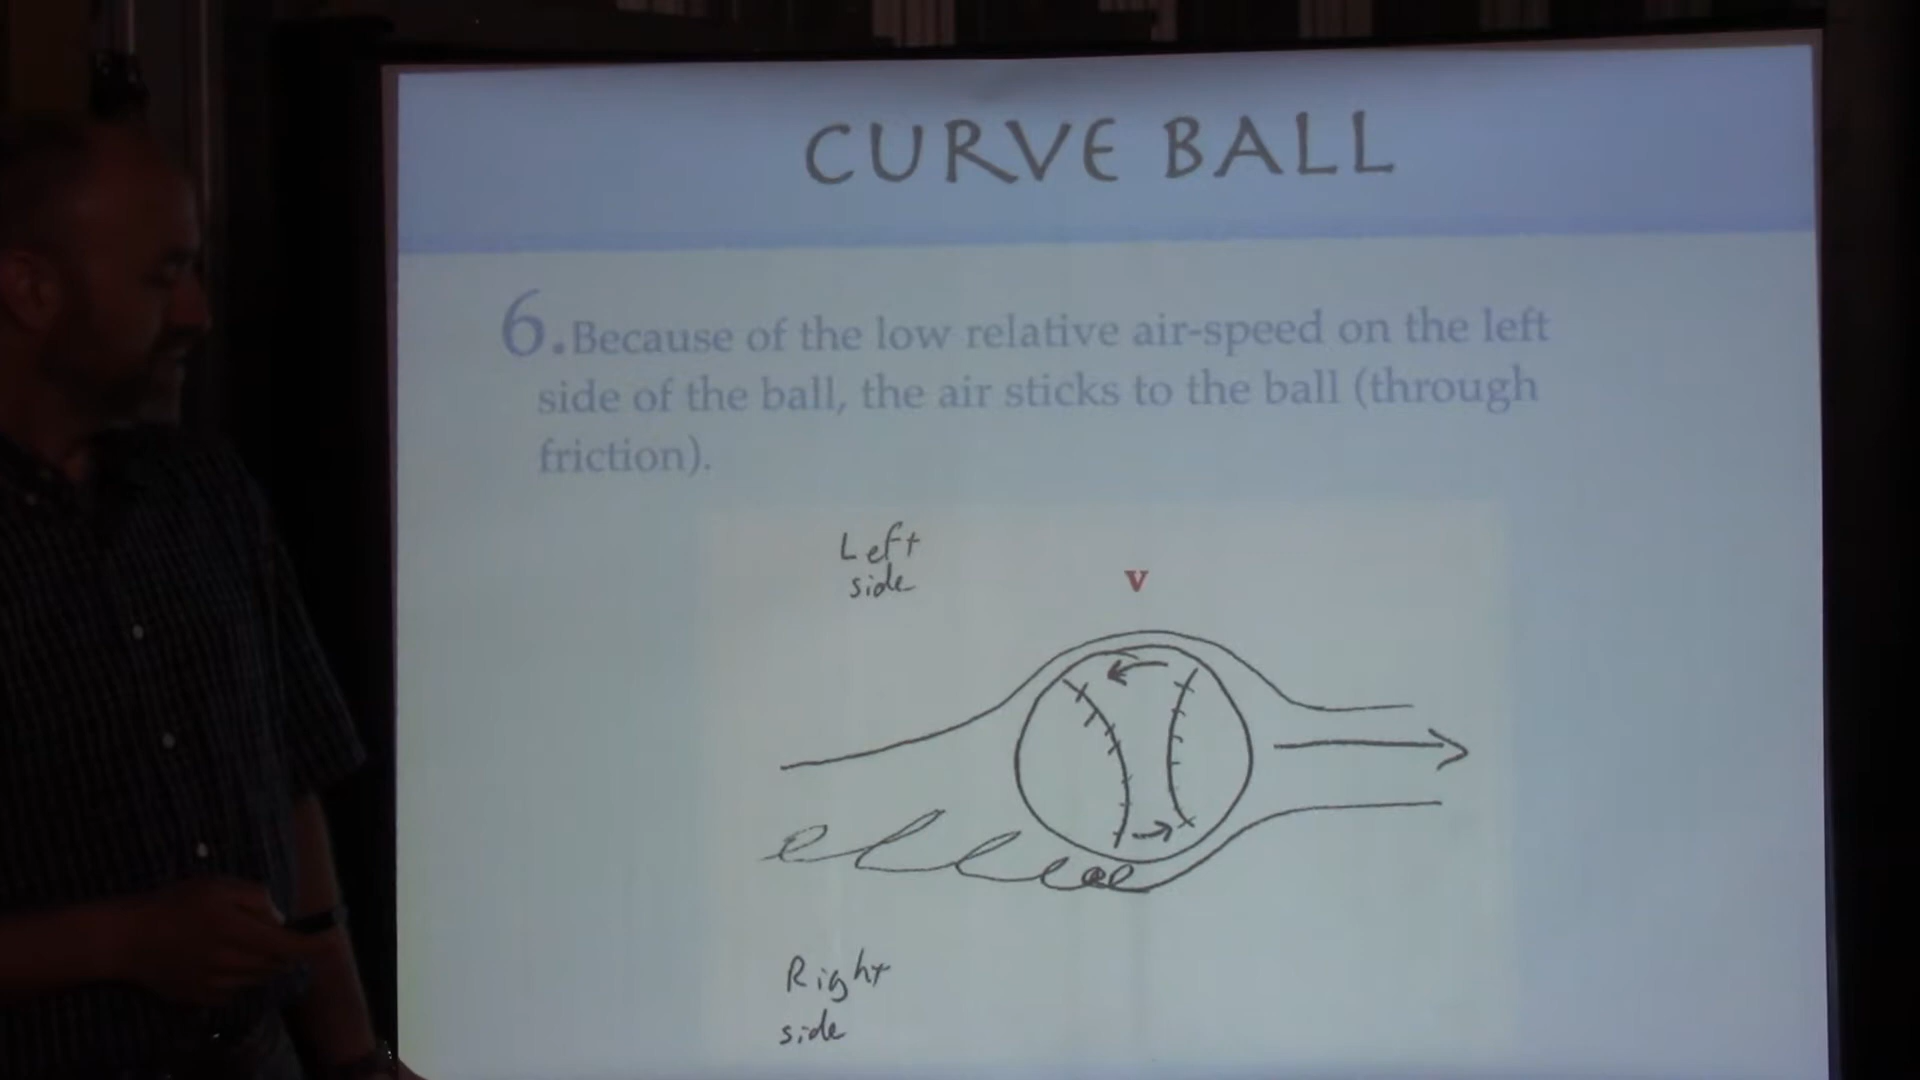 CURVE BALL
6. Because of the low relative air-speed on the left
side of the ball, the air sticks to the ball (through
friction).
Left
side
v
Right
side